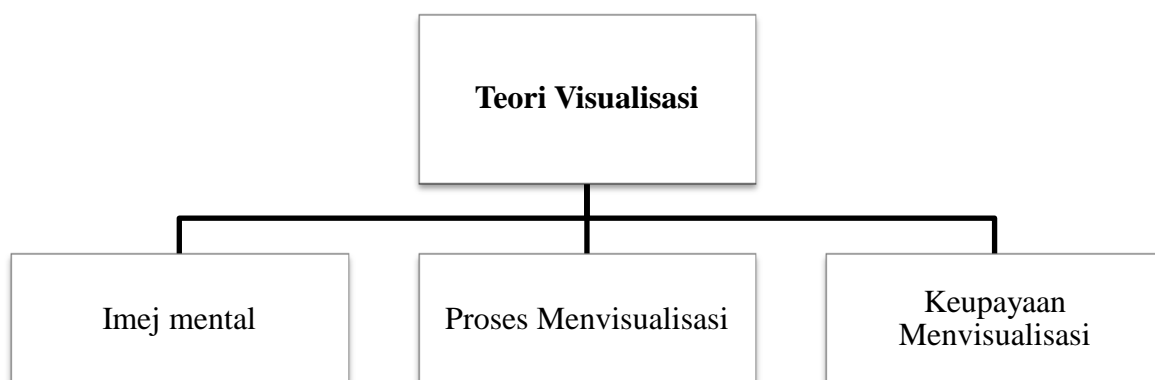 Teori Visualisasi
Imej mental
Proses Menvisualisasi
Keupayaan
Menvisualisasi